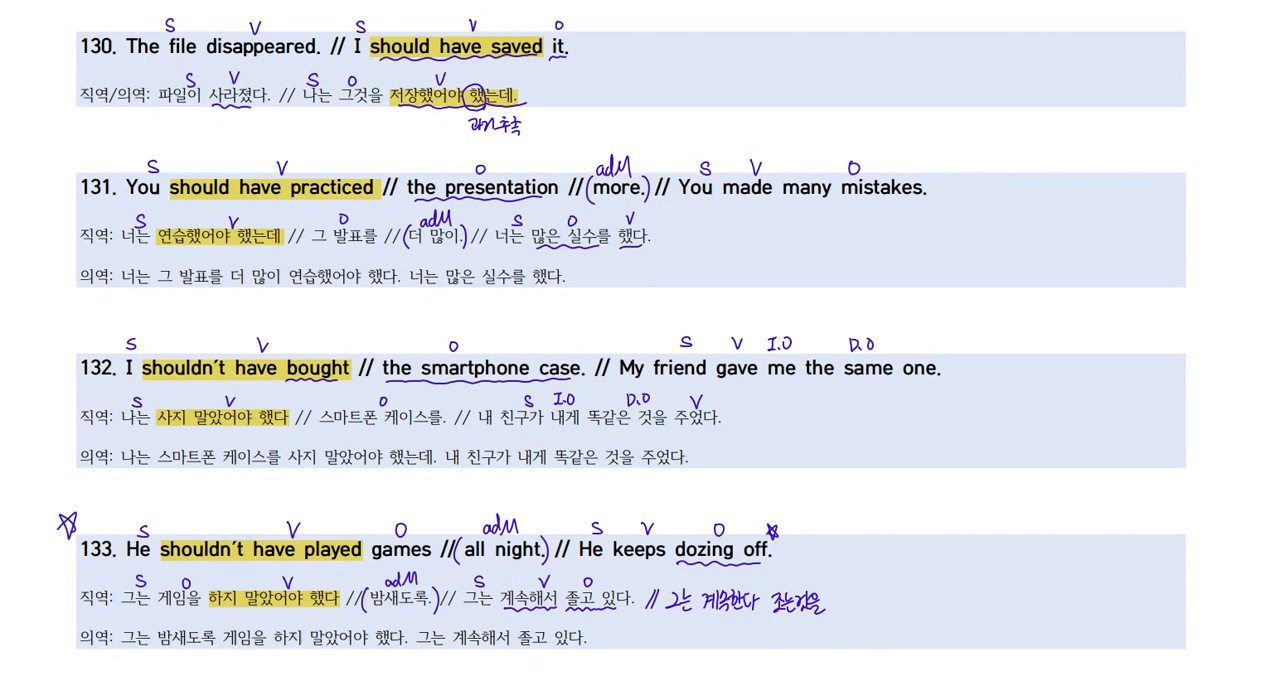 S V S V O
130. The file disappeared. // I should have saved it.
S V S O V
직역/의역: 파일이 사라졌다. // 나는 그것을 저장했어야 했는데.
과거 추측
S V O adM S V O
131. You should have practiced // the presentation // (more.) // You made many mistakes.
S V O adM S O V
직역: 너는 연습했어야 했는데 // 그 발표를 // (더 많이.) // 너는 많은 실수를 했다.
의역: 너는 그 발표를 더 많이 연습했어야 했다. 너는 많은 실수를 했다.
S V O S V I.O D.O
132. I shouldn't have bought // the smartphone case. // My friend gave me the same one.
S V O S I.O D.O V
직역: 나는 사지 말았어야 했다 // 스마트폰 케이스를. // 내 친구가 내게 똑같은 것을 주었다.
의역: 나는 스마트폰 케이스를 사지 말았어야 했는데. 내 친구가 내게 똑같은 것을 주었다.
S V O adM S V O
133. He shouldn't have played games // (all night.) // He keeps dozing off.
S O V adM S V O
직역: 그는 게임을 하지 말았어야 했다 // (밤새도록.) // 그는 계속해서 졸고 있다. // 그는 계속한다 조는것을
의역: 그는 밤새도록 게임을 하지 말았어야 했다. 그는 계속해서 졸고 있다.